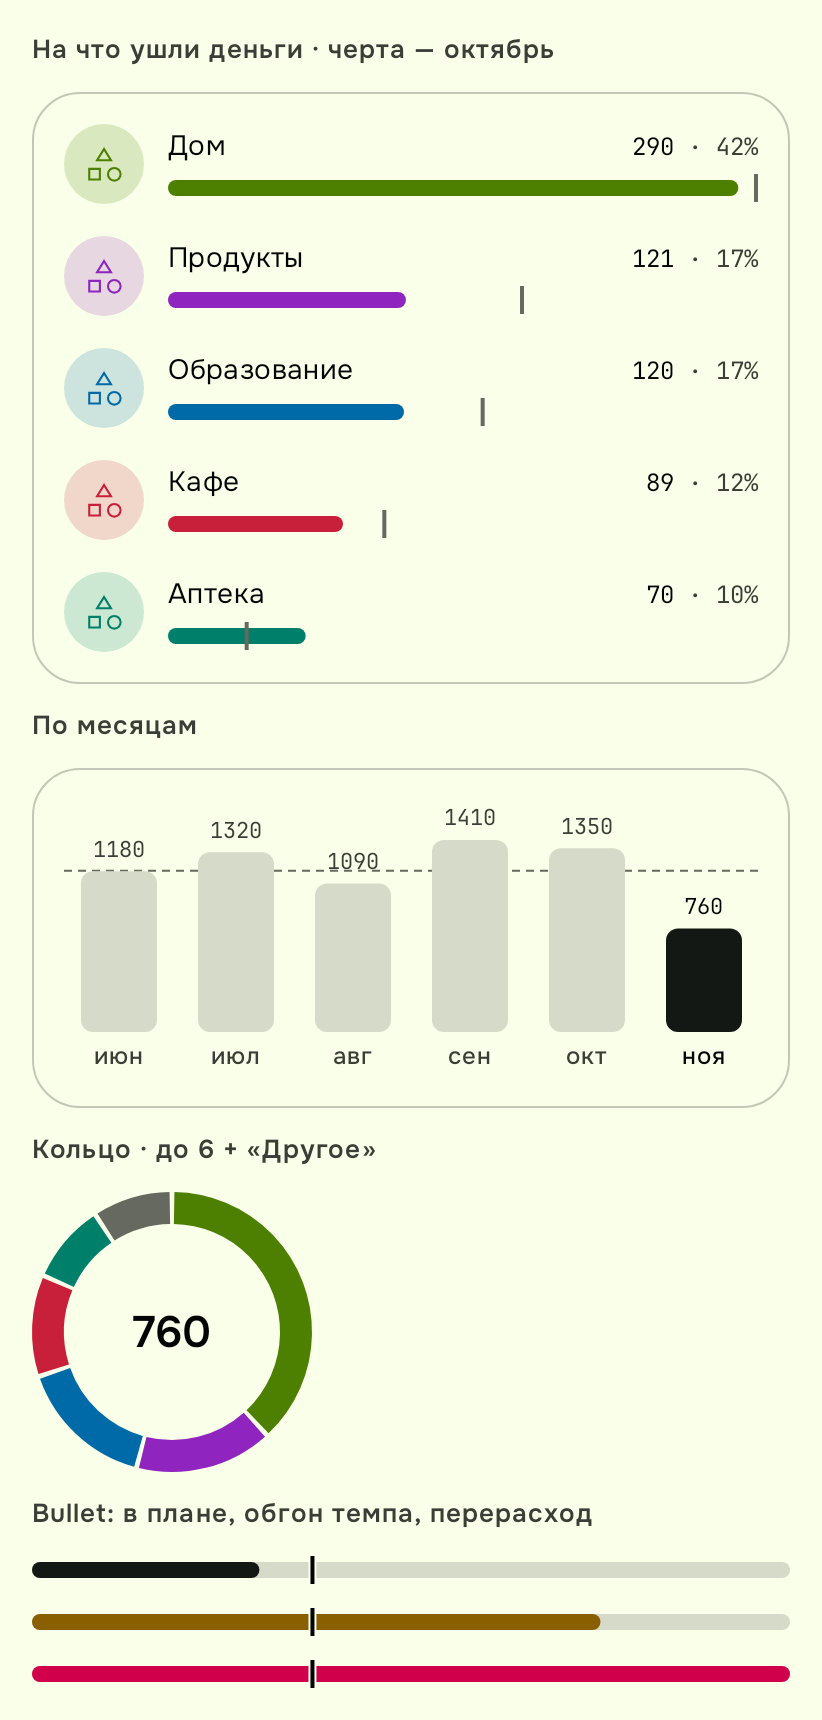 На что ушли деньги · черта — октябрь
Дом 290 · 42%
Продукты 121 · 17%
Образование 120 · 17%
Кафе 89 · 12%
Аптека 70 · 10%
По месяцам
1180 1320 1090 1410 1350 760
июн июл авг сен окт ноя
Кольцо · до 6 + «Другое»
760
Bullet: в плане, обгон темпа, перерасход